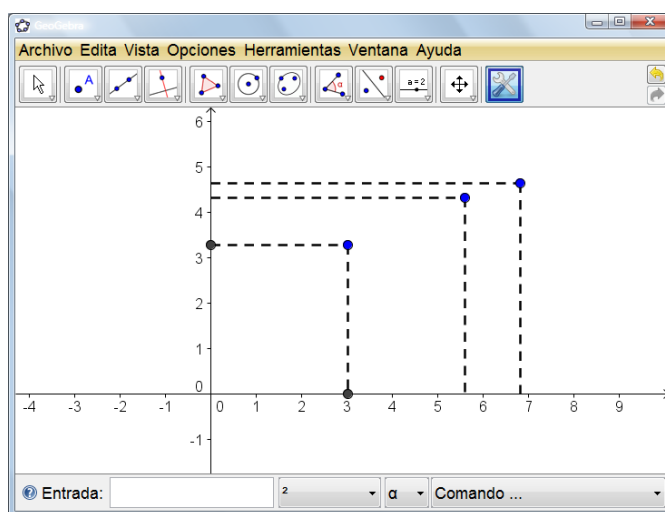 GeoGebra
Archivo Edita Vista Opciones Herramientas Ventana Ayuda
A
α
a=2
6
5
4
3
2
1
0
-4 -3 -2 -1 0 1 2 3 4 5 6 7 8 9
-1
Entrada: ² α Comando ...